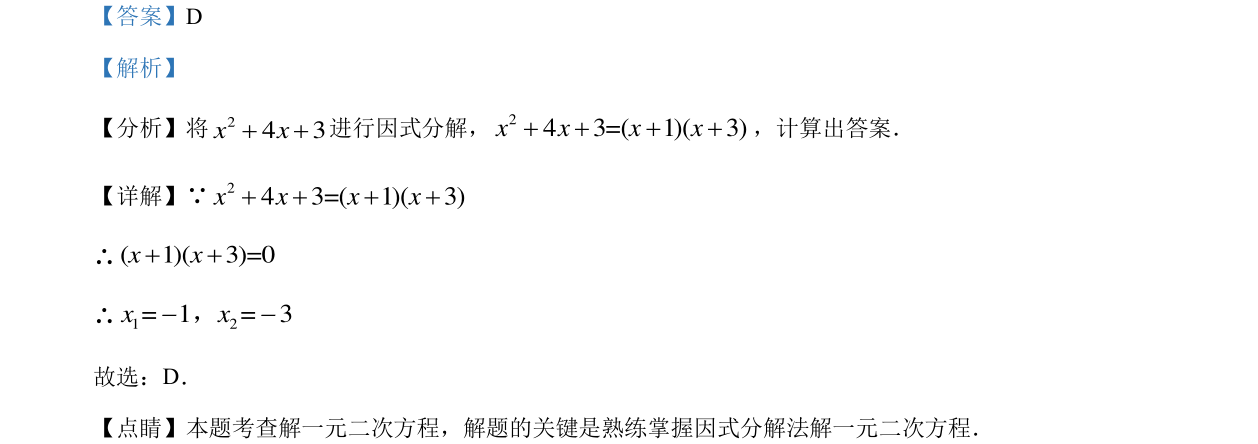 【答案】D
【解析】
【分析】将 x² + 4x + 3 进行因式分解， x² + 4x + 3=(x+1)(x+3) ，计算出答案．
【详解】∵ x² + 4x + 3=(x+1)(x+3)
∴ (x+1)(x+3)=0
∴ x₁ = −1，x₂ = −3
故选：D．
【点睛】本题考查解一元二次方程，解题的关键是熟练掌握因式分解法解一元二次方程．